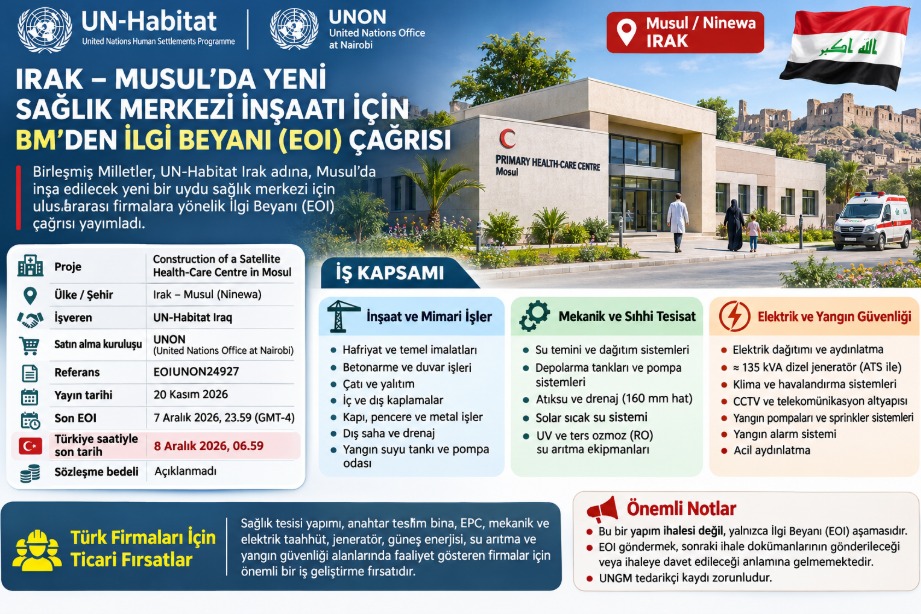 UN-Habitat
United Nations Human Settlements Programme
UNON
United Nations Office
at Nairobi
Musul / Ninewa
IRAK
الله اكبر
IRAK – MUSUL'DA YENİ
SAĞLIK MERKEZİ İNŞAATI İÇİN
BM'DEN İLGİ BEYANI (EOI) ÇAĞRISI
Birleşmiş Milletler, UN-Habitat Irak adına, Musul'da
inşa edilecek yeni bir uydu sağlık merkezi için
uluslararası firmalara yönelik İlgi Beyanı (EOI)
çağrısı yayımladı.
PRIMARY HEALTH-CARE CENTRE
Mosul
Proje
Construction of a Satellite
Health-Care Centre in Mosul
Ülke / Şehir
Irak – Musul (Ninewa)
İşveren
UN-Habitat Iraq
Satın alma kuruluşu
UNON
(United Nations Office at Nairobi)
Referans
EOIUNON24927
Yayın tarihi
20 Kasım 2026
Son EOI
7 Aralık 2026, 23.59 (GMT-4)
Türkiye saatiyle
son tarih
8 Aralık 2026, 06.59
Sözleşme bedeli
Açıklanmadı
İŞ KAPSAMI
İnşaat ve Mimari İşler
• Hafriyat ve temel imalatları
• Betonarme ve duvar işleri
• Çatı ve yalıtım
• İç ve dış kaplamalar
• Kapı, pencere ve metal işler
• Dış saha ve drenaj
• Yangın suyu tankı ve pompa
odası
Mekanik ve Sıhhi Tesisat
• Su temini ve dağıtım sistemleri
• Depolama tankları ve pompa
sistemleri
• Atıksu ve drenaj (160 mm hat)
• Solar sıcak su sistemi
• UV ve ters ozmoz (RO)
su arıtma ekipmanları
Elektrik ve Yangın Güvenliği
• Elektrik dağıtımı ve aydınlatma
• ≈ 135 kVA dizel jeneratör (ATS ile)
• Klima ve havalandırma sistemleri
• CCTV ve telekomünikasyon altyapısı
• Yangın pompaları ve sprinkler sistemleri
• Yangın alarm sistemi
• Acil aydınlatma
Türk Firmaları İçin
Ticari Fırsatlar
Sağlık tesisi yapımı, anahtar teslim bina, EPC, mekanik ve
elektrik taahhüt, jeneratör, güneş enerjisi, su arıtma ve
yangın güvenliği alanlarında faaliyet gösteren firmalar için
önemli bir iş geliştirme fırsatıdır.
Önemli Notlar
• Bu bir yapım ihalesi değil, yalnızca İlgi Beyanı (EOI) aşamasıdır.
• EOI göndermek, sonraki ihale dokümanlarının gönderileceği
veya ihaleye davet edileceği anlamına gelmemektedir.
• UNGM tedarikçi kaydı zorunludur.